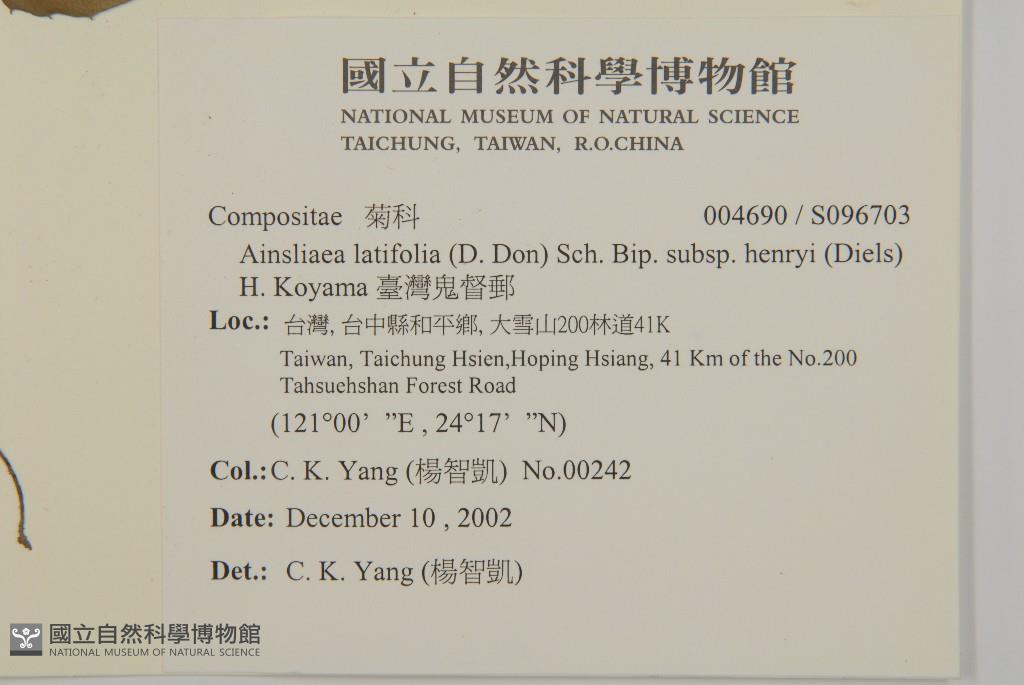 國立自然科學博物館
NATIONAL MUSEUM OF NATURAL SCIENCE
TAICHUNG, TAIWAN, R.O.CHINA
Compositae 菊科 004690 / S096703
Ainsliaea latifolia (D. Don) Sch. Bip. subsp. henryi (Diels)
H. Koyama 臺灣鬼督郵
Loc.: 台灣, 台中縣和平鄉, 大雪山200林道41K
Taiwan, Taichung Hsien,Hoping Hsiang, 41 Km of the No.200
Tahsuehshan Forest Road
(121°00’ ”E , 24°17’ ”N)
Col.: C. K. Yang (楊智凱) No.00242
Date: December 10 , 2002
Det.: C. K. Yang (楊智凱)
國立自然科學博物館
NATIONAL MUSEUM OF NATURAL SCIENCE